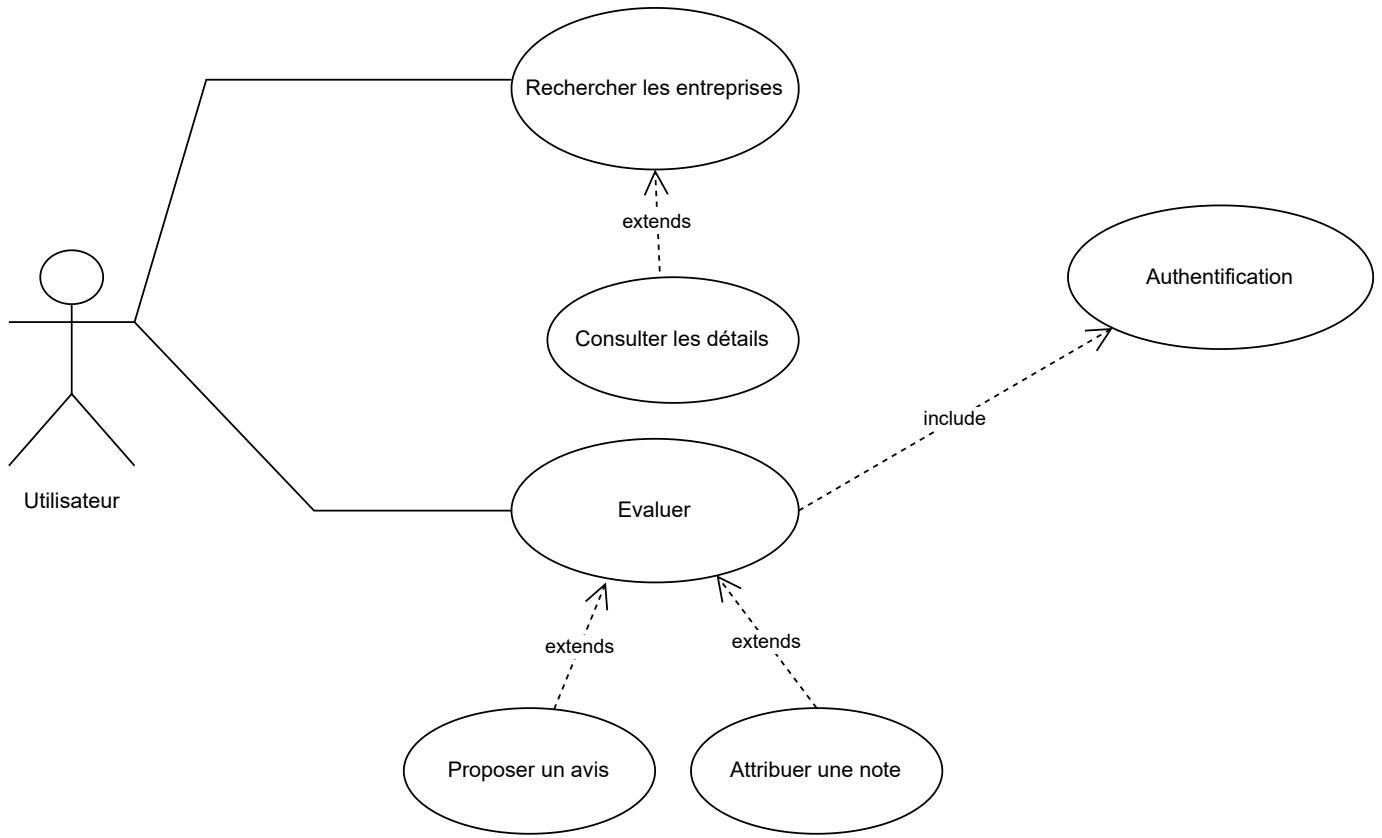 Rechercher les entreprises
extends
Authentification
Consulter les détails
include
Utilisateur
Evaluer
extends
extends
Proposer un avis
Attribuer une note